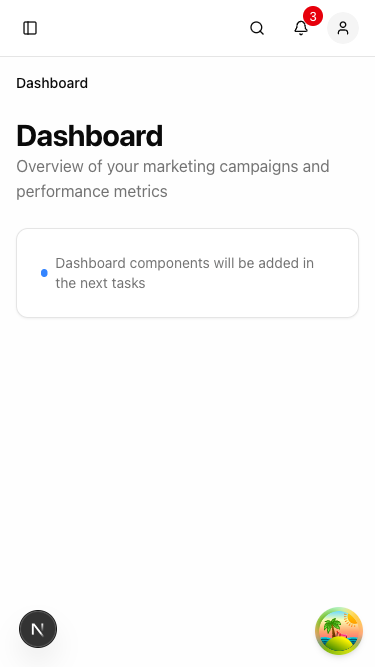 3
Dashboard
Dashboard
Overview of your marketing campaigns and
performance metrics
Dashboard components will be added in
the next tasks
N